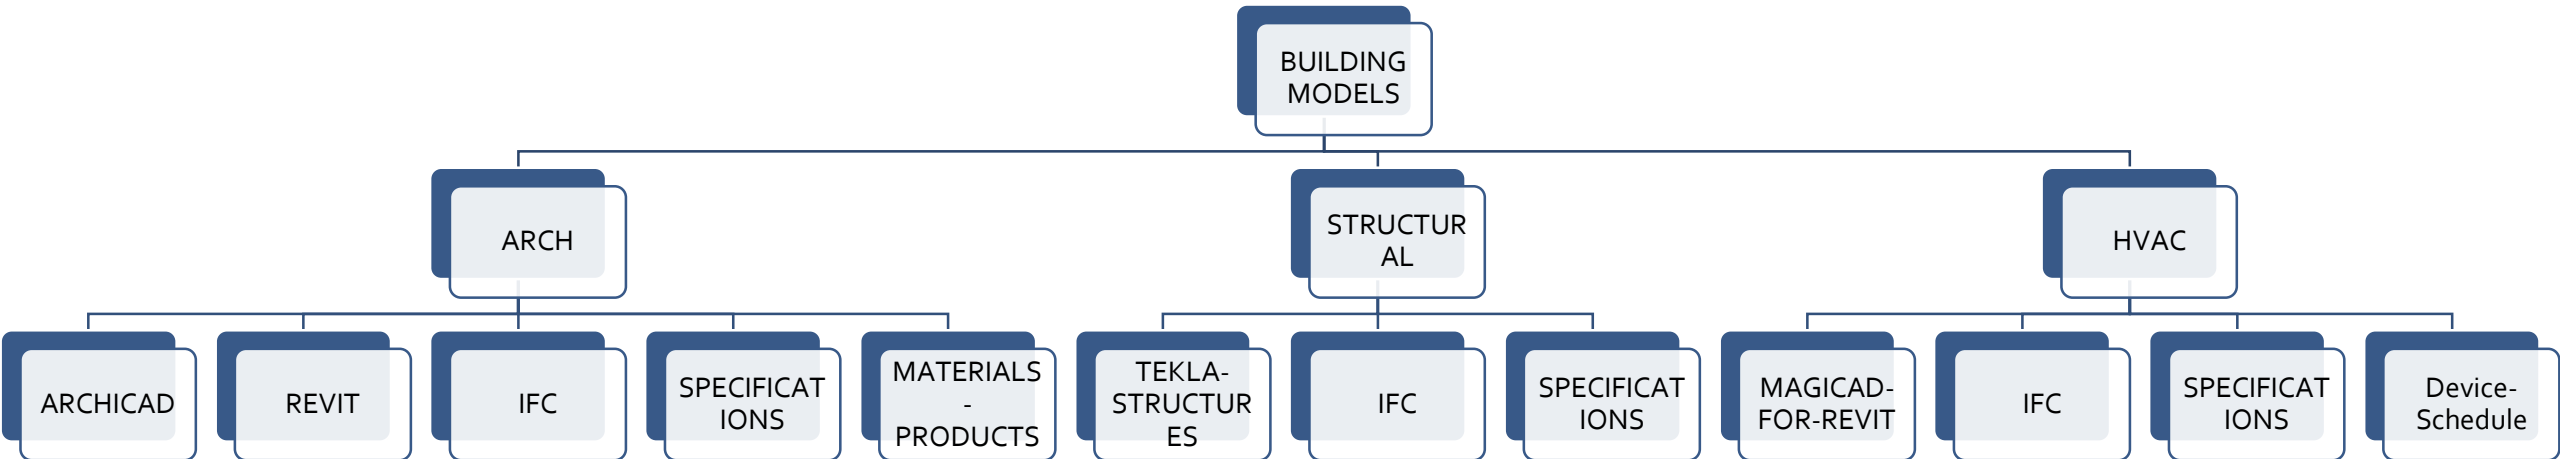 BUILDING
MODELS
ARCH
STRUCTUR
AL
HVAC
ARCHICAD
REVIT
IFC
SPECIFICAT
IONS
MATERIALS
-
PRODUCTS
TEKLA-
STRUCTUR
ES
IFC
SPECIFICAT
IONS
MAGICAD-
FOR-REVIT
IFC
SPECIFICAT
IONS
Device-
Schedule